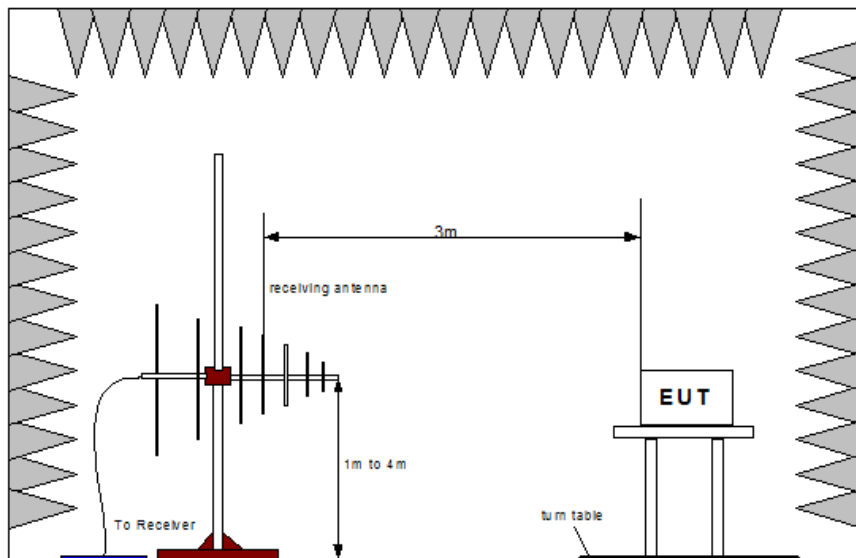 3m
receiving antenna
EUT
1m to 4m
To Receiver
turn table